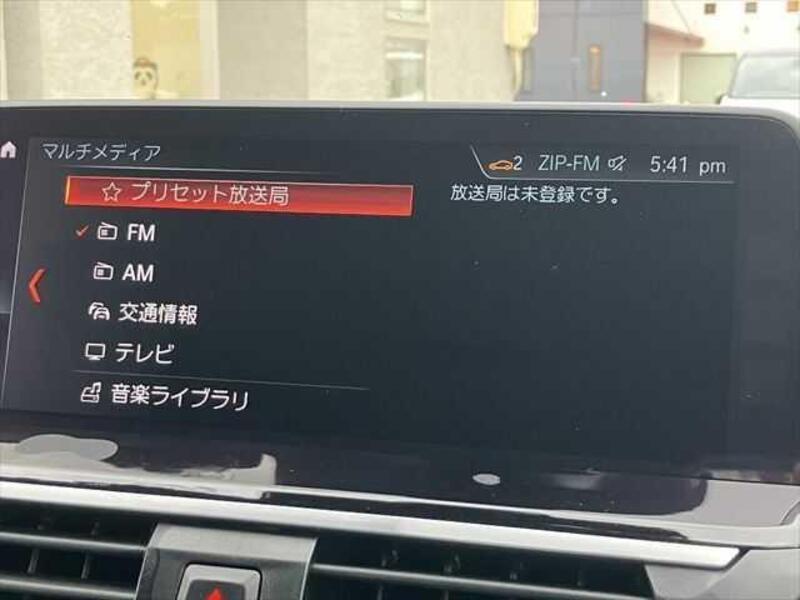 マルチメディア
2 ZIP-FM 5:41 pm
プリセット放送局
放送局は未登録です。
FM
AM
交通情報
テレビ
音楽ライブラリ